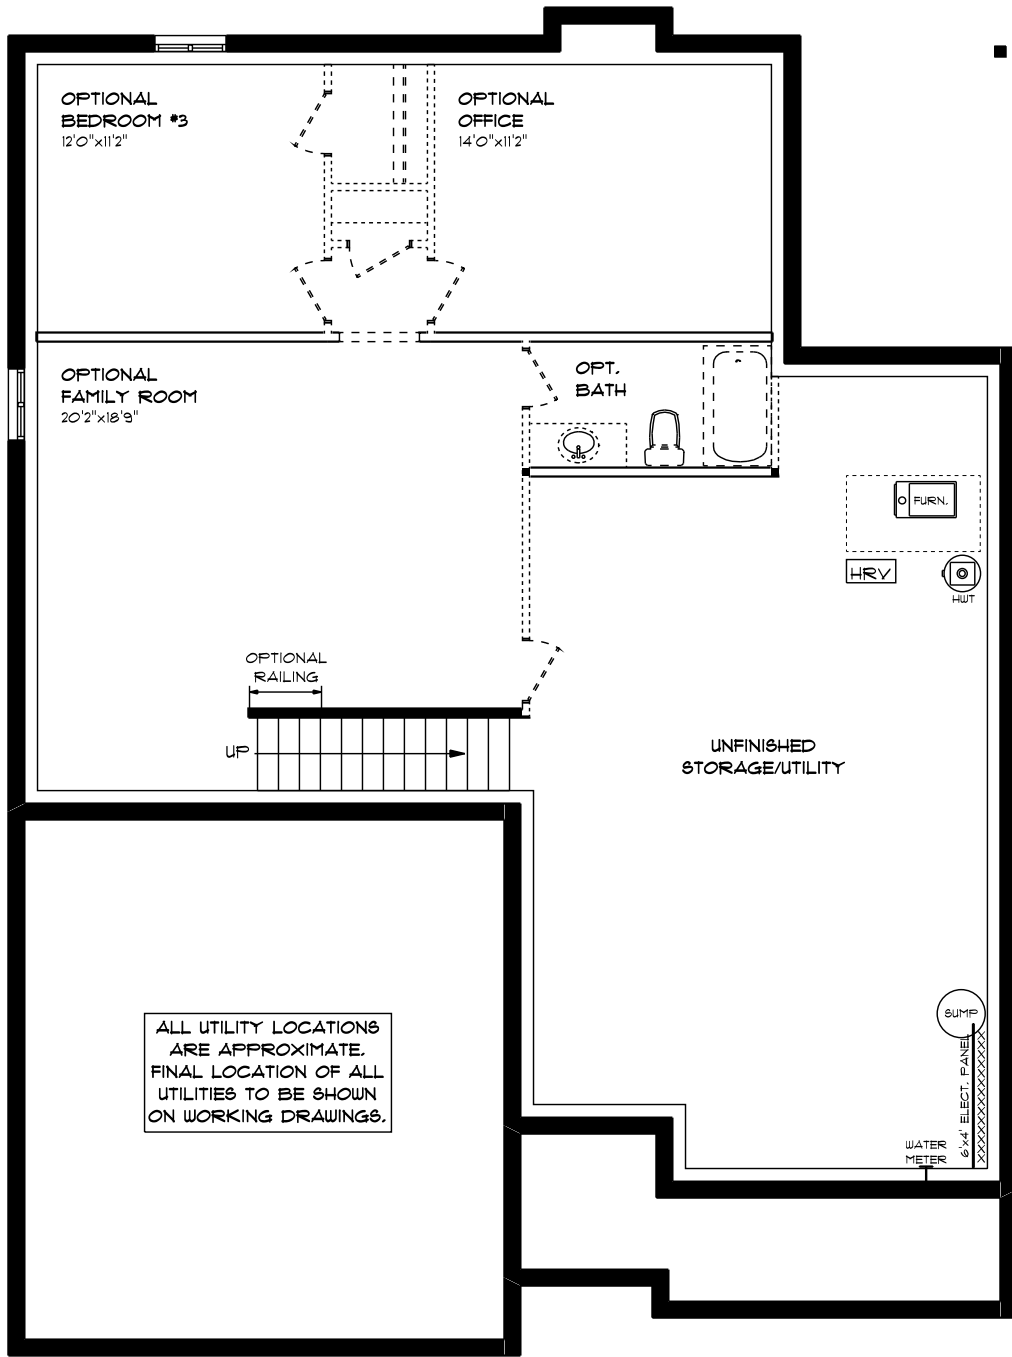 OPTIONAL
BEDROOM #3
12'0"x11'2"
OPTIONAL
OFFICE
14'0"x11'2"
OPTIONAL
FAMILY ROOM
20'2"x18'9"
OPT.
BATH
FURN.
HRV
HWT
OPTIONAL
RAILING
UP
UNFINISHED
STORAGE/UTILITY
SUMP
6'x4' ELECT. PANEL
WATER
METER
ALL UTILITY LOCATIONS
ARE APPROXIMATE.
FINAL LOCATION OF ALL
UTILITIES TO BE SHOWN
ON WORKING DRAWINGS.